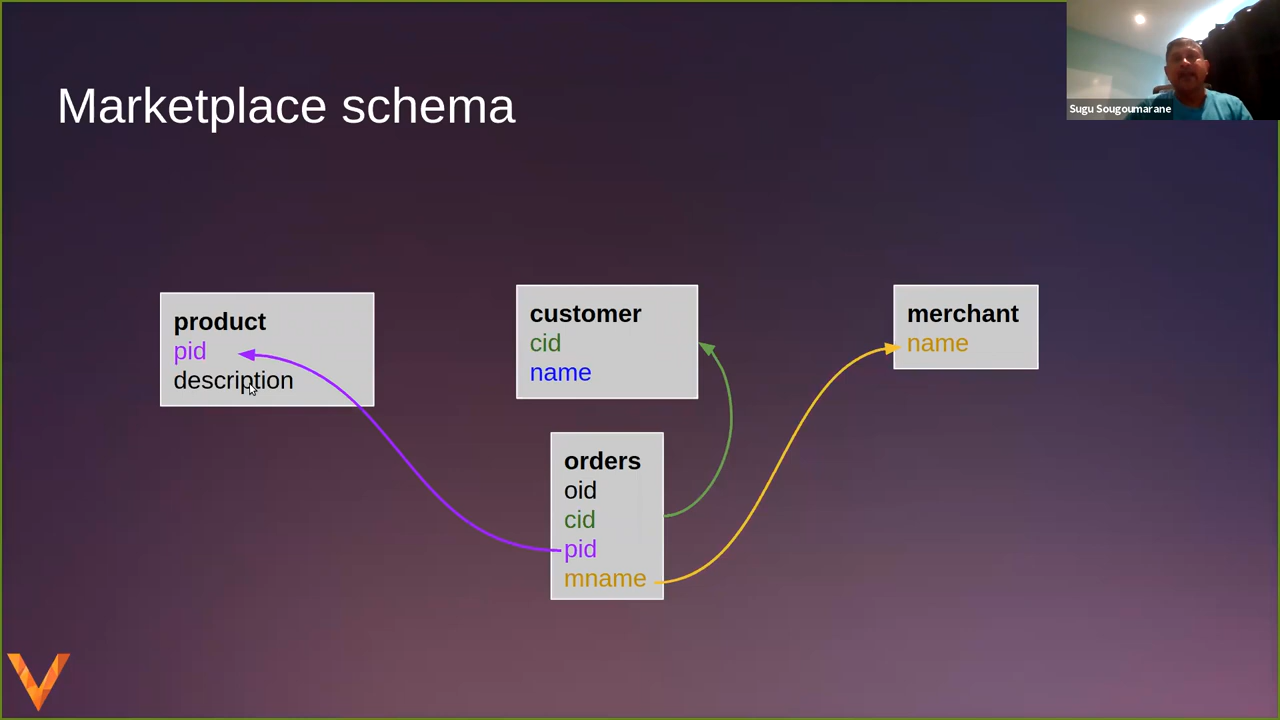 Marketplace schema
Sugu Sougoumarane
product
pid
description
customer
cid
name
merchant
name
orders
oid
cid
pid
mname